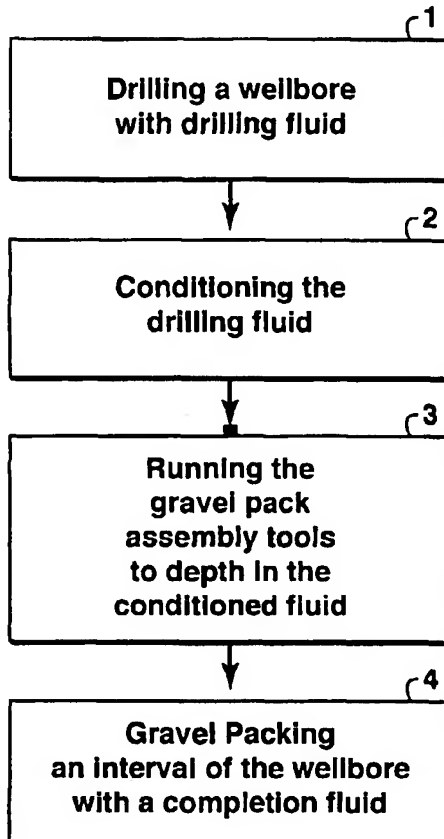 1
Drilling a wellbore
with drilling fluid
2
Conditioning the
drilling fluid
3
Running the
gravel pack
assembly tools
to depth in the
conditioned fluid
4
Gravel Packing
an interval of the wellbore
with a completion fluid